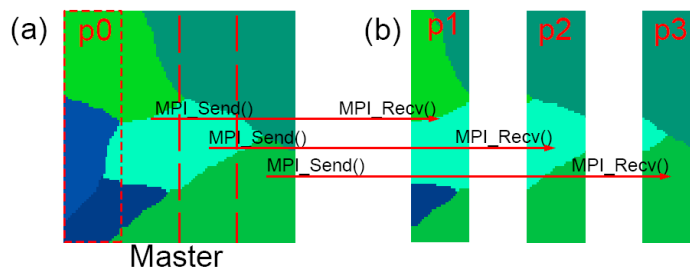 (a) p0 (b) p1 p2 p3
MPI_Send() MPI_Recv()
MPI_Send() MPI_Recv()
MPI_Send() MPI_Recv()
Master